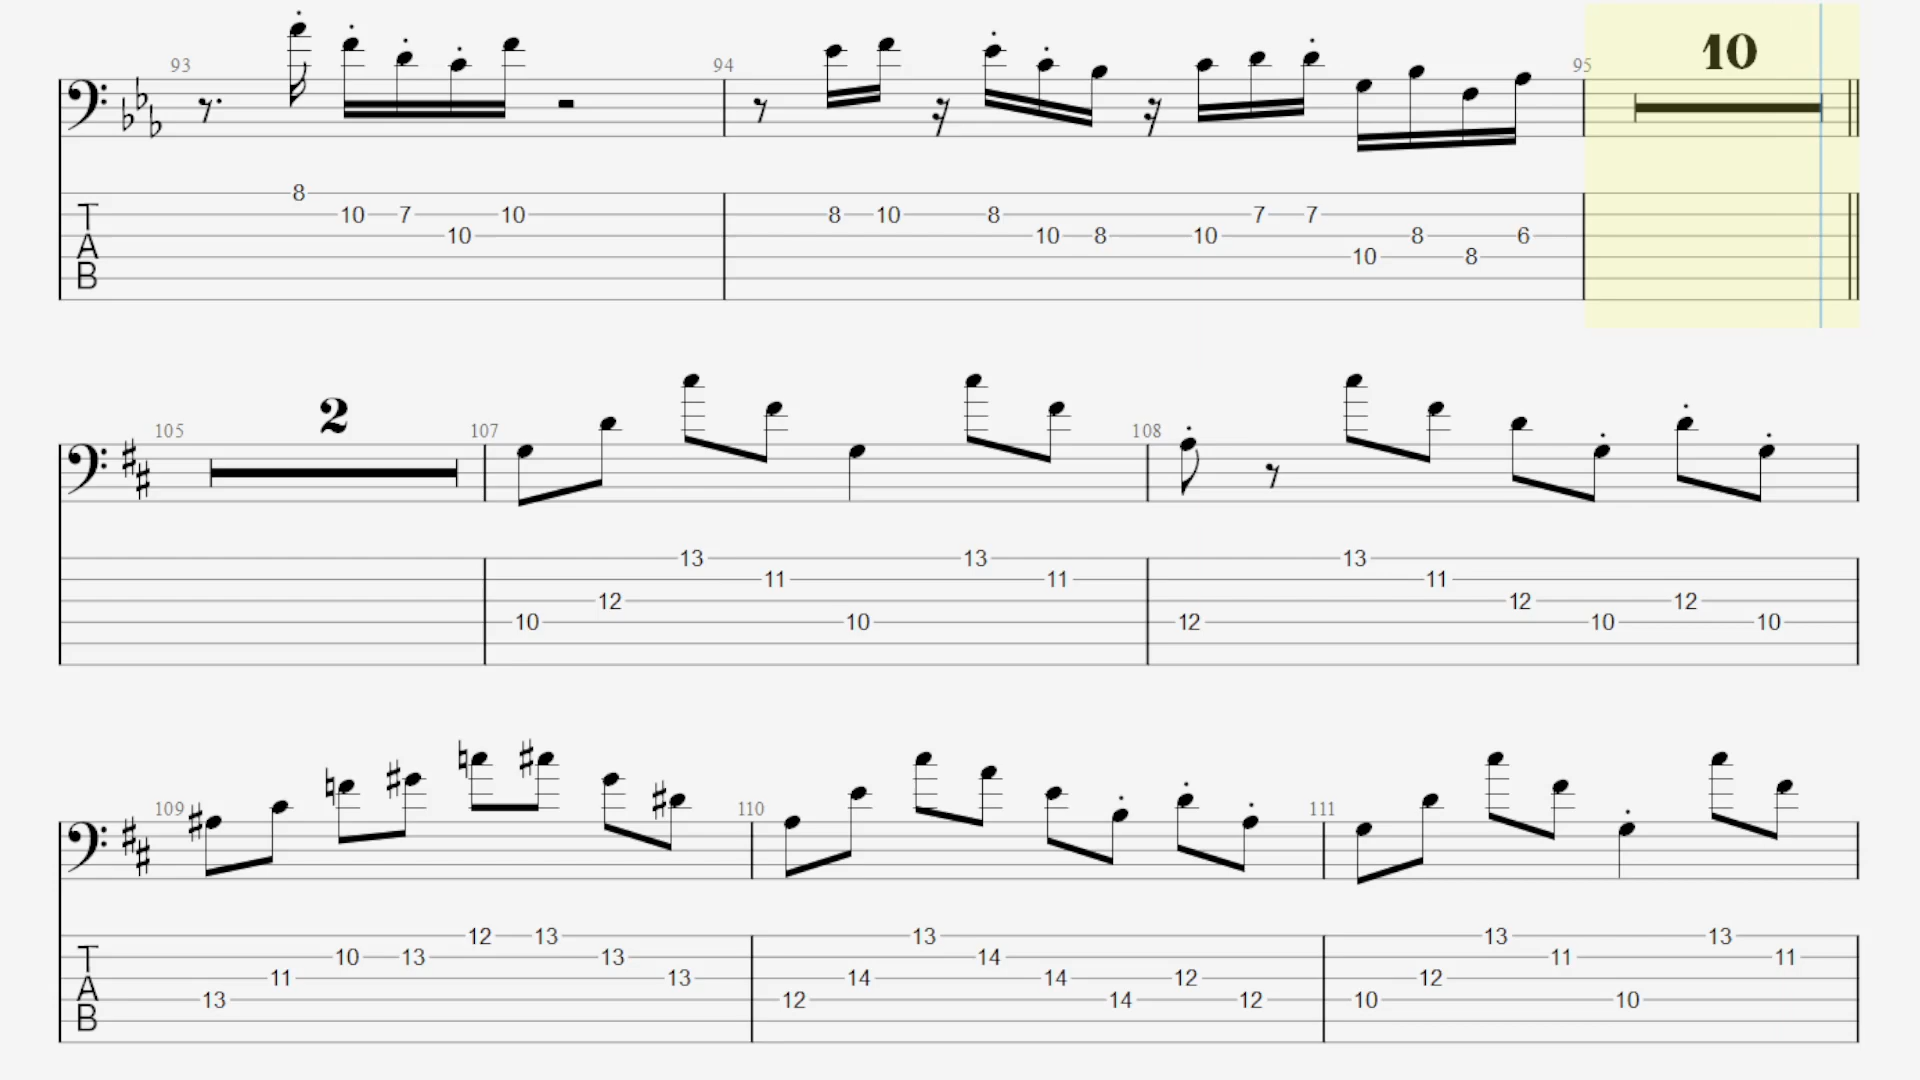 93 94 95 10
8
T 10 7 10 8 10 8 7 7
A 10 10 8 10 8 6
10 8
B
105 2 107 108
13 13 13
11 11 11
12 12 12
10 10 12 10 10
109 110 111
12 13 13 13 13
T 10 13 13 14 11 11
11 13 14 14 12 12
A 13 12 14 12 10 10
B